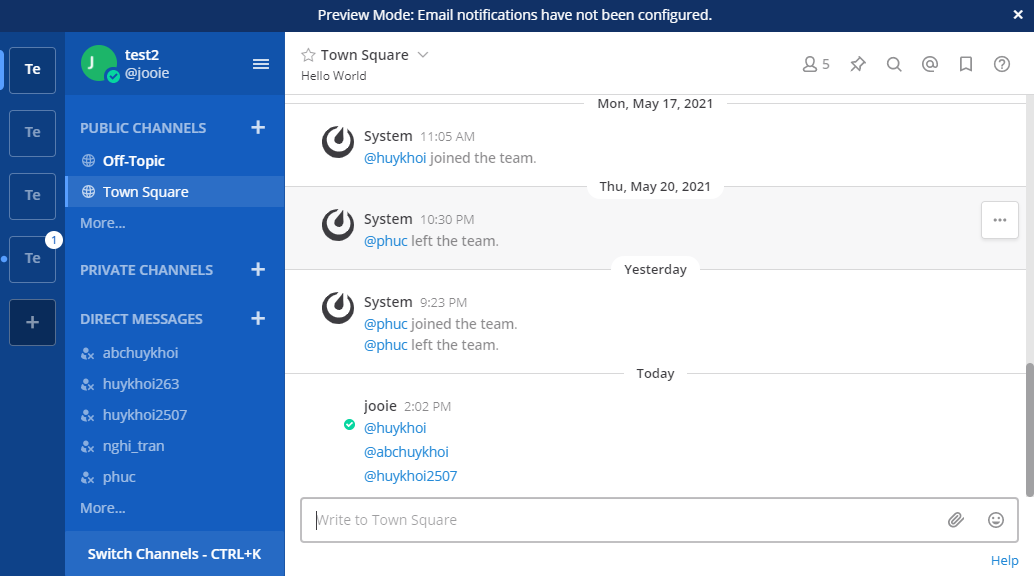 Preview Mode: Email notifications have not been configured.
Te
Te
Te
1
Te
J
test2
@jooie
PUBLIC CHANNELS
Off-Topic
Town Square
More...
PRIVATE CHANNELS
DIRECT MESSAGES
abchuykhoi
huykhoi263
huykhoi2507
nghi_tran
phuc
More...
Switch Channels - CTRL+K
Town Square
Hello World
5
Mon, May 17, 2021
System 11:05 AM
@huykhoi joined the team.
Thu, May 20, 2021
System 10:30 PM
@phuc left the team.
Yesterday
System 9:23 PM
@phuc joined the team.
@phuc left the team.
Today
jooie 2:02 PM
@huykhoi
@abchuykhoi
@huykhoi2507
Write to Town Square
Help